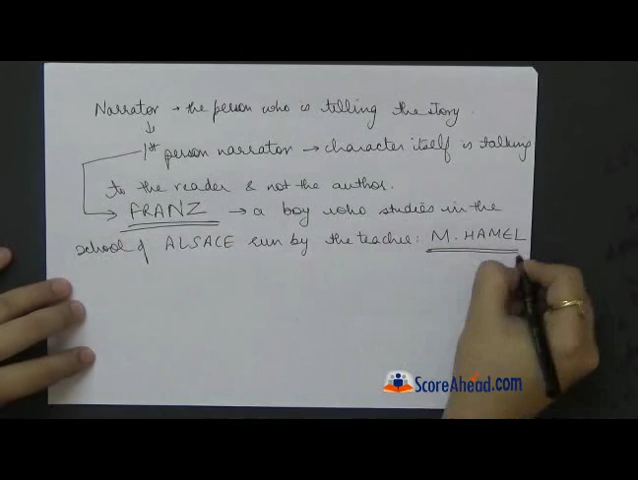 Narrator → the person who is telling the story.
↓
1st person narrator → character itself is talking
to the reader & not the author.
→ FRANZ → a boy who studies in the
school of ALSACE run by the teacher: M. HAMEL
ScoreAhead.com